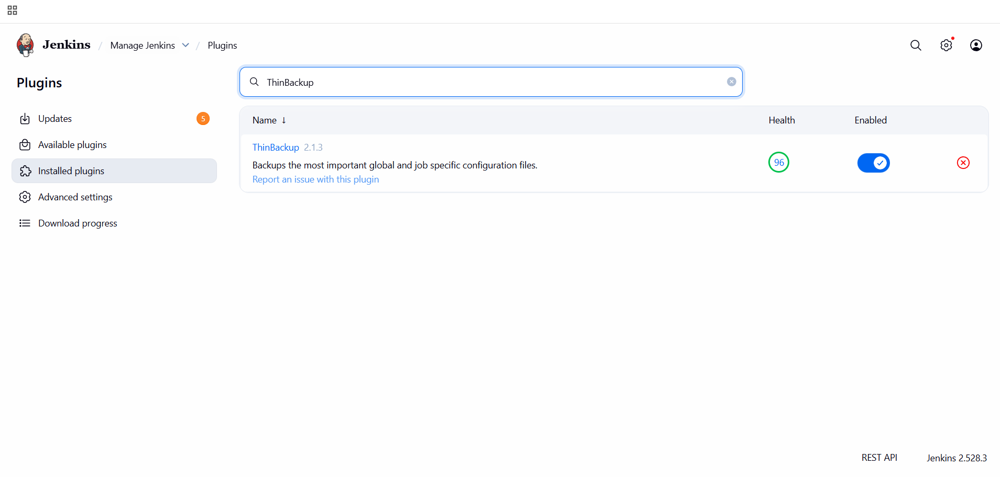 Jenkins / Manage Jenkins / Plugins
Plugins
ThinBackup
Updates 5
Available plugins
Installed plugins
Advanced settings
Download progress
Name ↓ Health Enabled
ThinBackup 2.1.3
Backups the most important global and job specific configuration files.
Report an issue with this plugin
96
REST API Jenkins 2.528.3